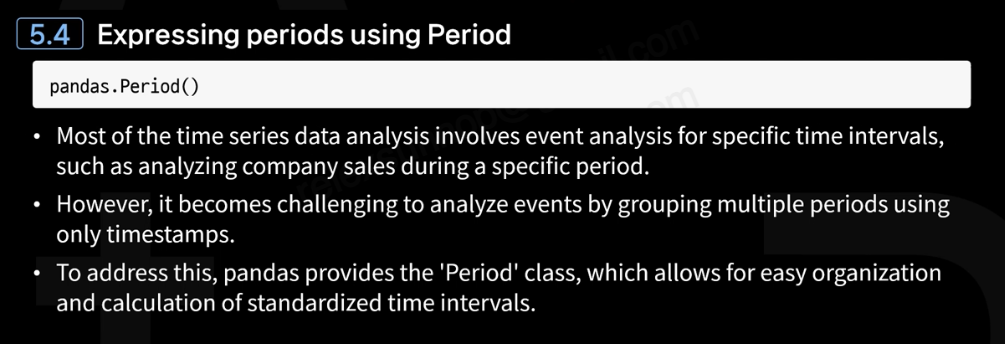 5.4 Expressing periods using Period
pandas.Period()
• Most of the time series data analysis involves event analysis for specific time intervals,
such as analyzing company sales during a specific period.
• However, it becomes challenging to analyze events by grouping multiple periods using
only timestamps.
• To address this, pandas provides the 'Period' class, which allows for easy organization
and calculation of standardized time intervals.